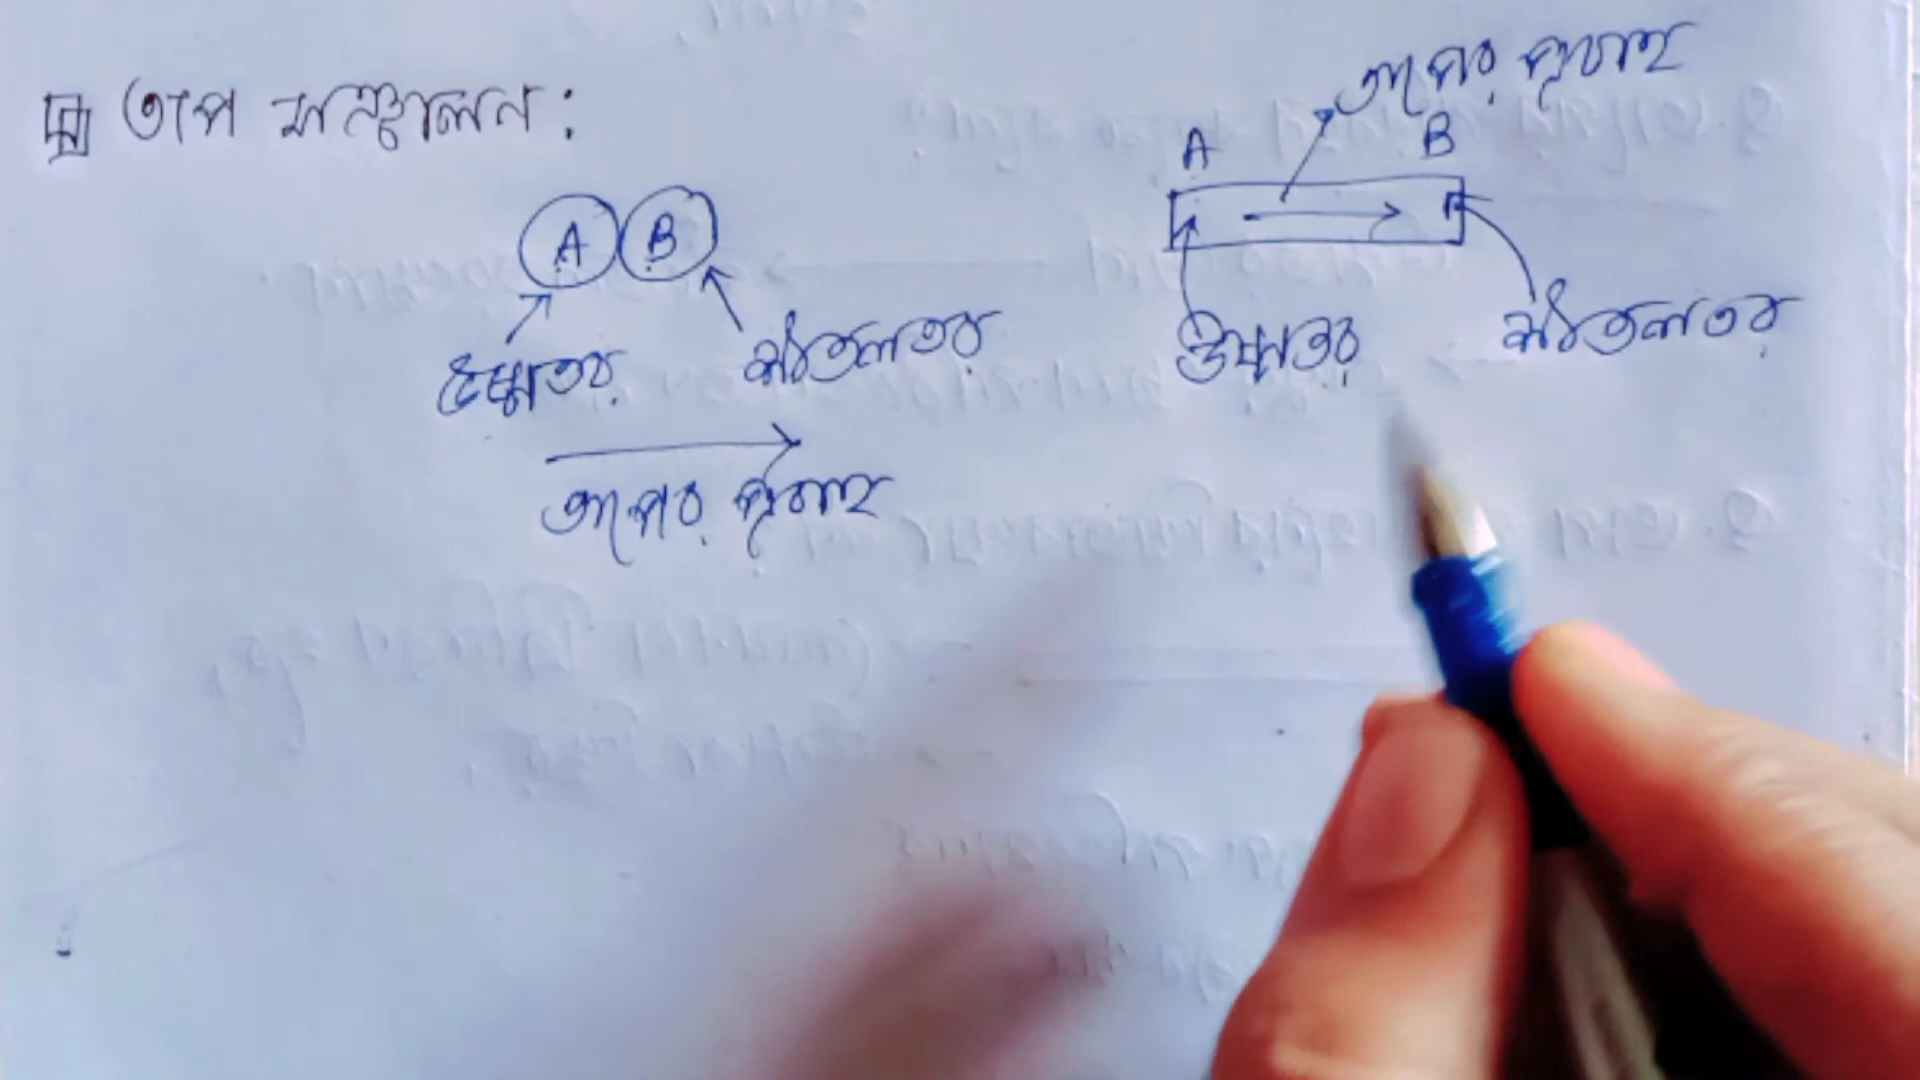 তাপ সঞ্চালন:
A B
উষ্ণতর শীতলতর
তাপের প্রবাহ
তাপের প্রবাহ
A B
উষ্ণতর শীতলতর